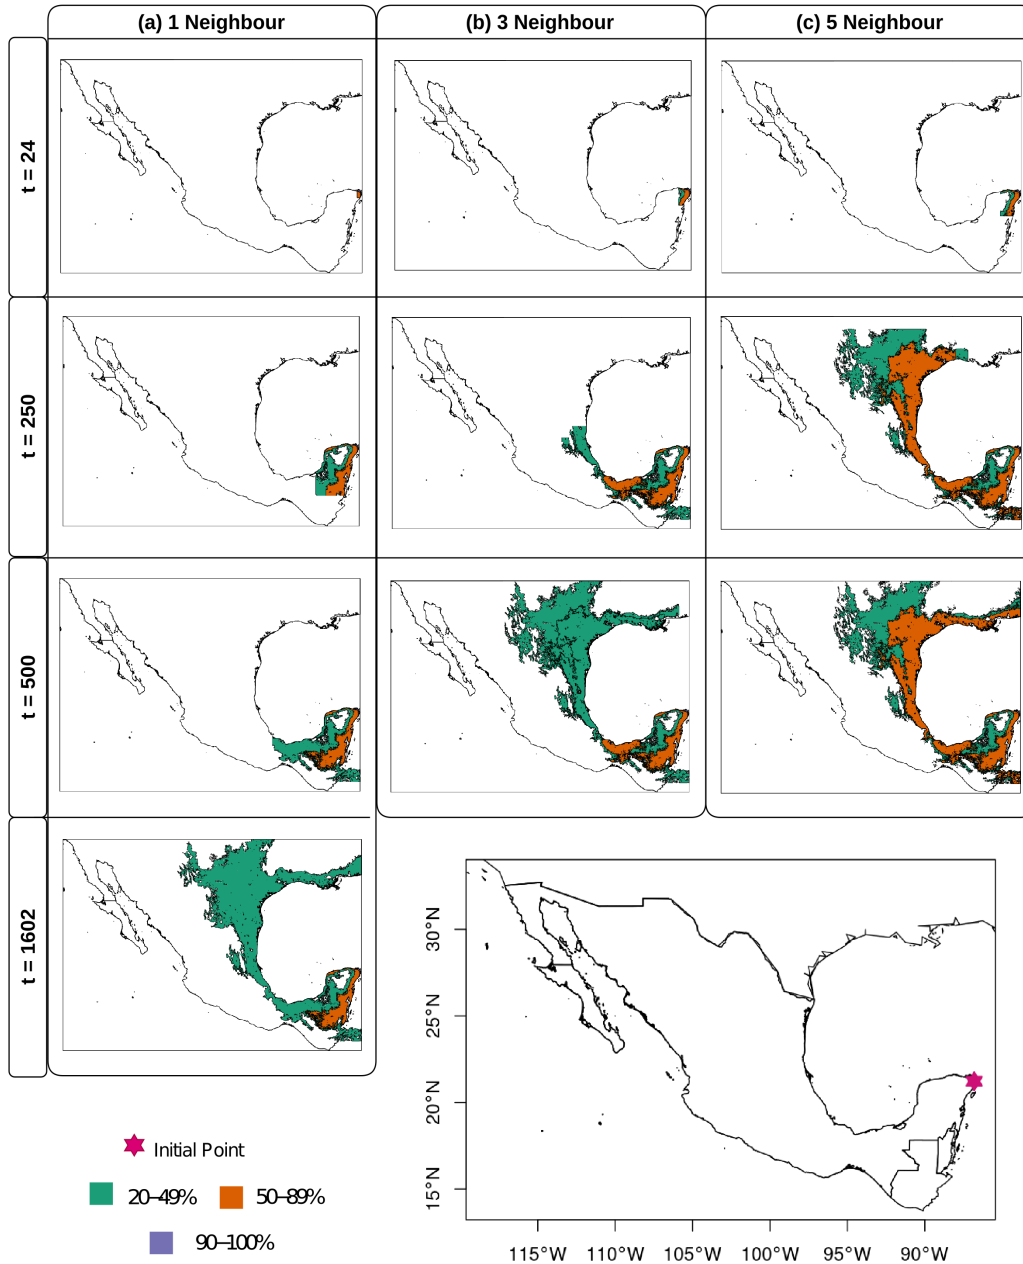 (a) 1 Neighbour
(b) 3 Neighbour
(c) 5 Neighbour
t = 24
t = 250
t = 500
t = 1602
30°N
25°N
20°N
15°N
115°W
110°W
105°W
100°W
95°W
90°W
Initial Point
20–49%
50–89%
90–100%